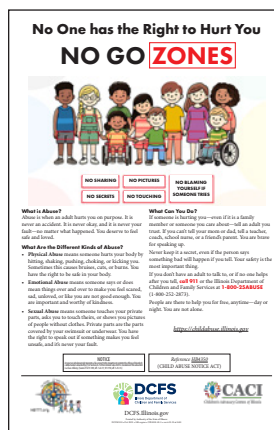 No One has the Right to Hurt You
NO GO ZONES
NO SHARING
NO PICTURES
NO BLAMING
YOURSELF IF
SOMEONE TRIES
NO SECRETS
NO TOUCHING
What is Abuse?
Abuse is when an adult hurts you on purpose. It is
never an accident. It is never okay, and it is never your
fault—no matter what happened. You deserve to feel
safe and loved.
What Are the Different Kinds of Abuse?
• Physical Abuse means someone hurts your body by
hitting, shaking, pushing, choking, or kicking you.
Sometimes this causes bruises, cuts, or burns. You
have the right to be safe in your body.
• Emotional Abuse means someone says or does
mean things over and over to make you feel scared,
sad, unloved, or like you are not good enough. You are
important and worthy of kindness.
• Sexual Abuse means someone touches your private
parts, asks you to touch theirs, or shows you pictures
of people without clothes. Private parts are the parts
covered by your swimsuit or underwear. You have the
right to speak out if something makes you feel
unsafe, and it's never your fault.
What Can You Do?
If someone is hurting you—even if it is a family
member or someone you care about—tell an adult you
trust. If you can't tell your mom or dad, tell a teacher,
coach, school nurse, or a friend's parent. You are brave
for speaking up.
Never keep it secret, even if the person says
something bad will happen if you tell. Your safety is the
most important thing.
If you don't have an adult to talk to, or if no one helps
after you tell, call 911 or the Illinois Department of
Children and Family Services at 1-800-25ABUSE
(1-800-252-2873).
People are there to help you for free, anytime—day or
night. You are not alone.
https://childabuse.illinois.gov
NOTICE
(CHILD ABUSE NOTICE ACT)
DCFS
CACI
DCFS.Illinois.gov